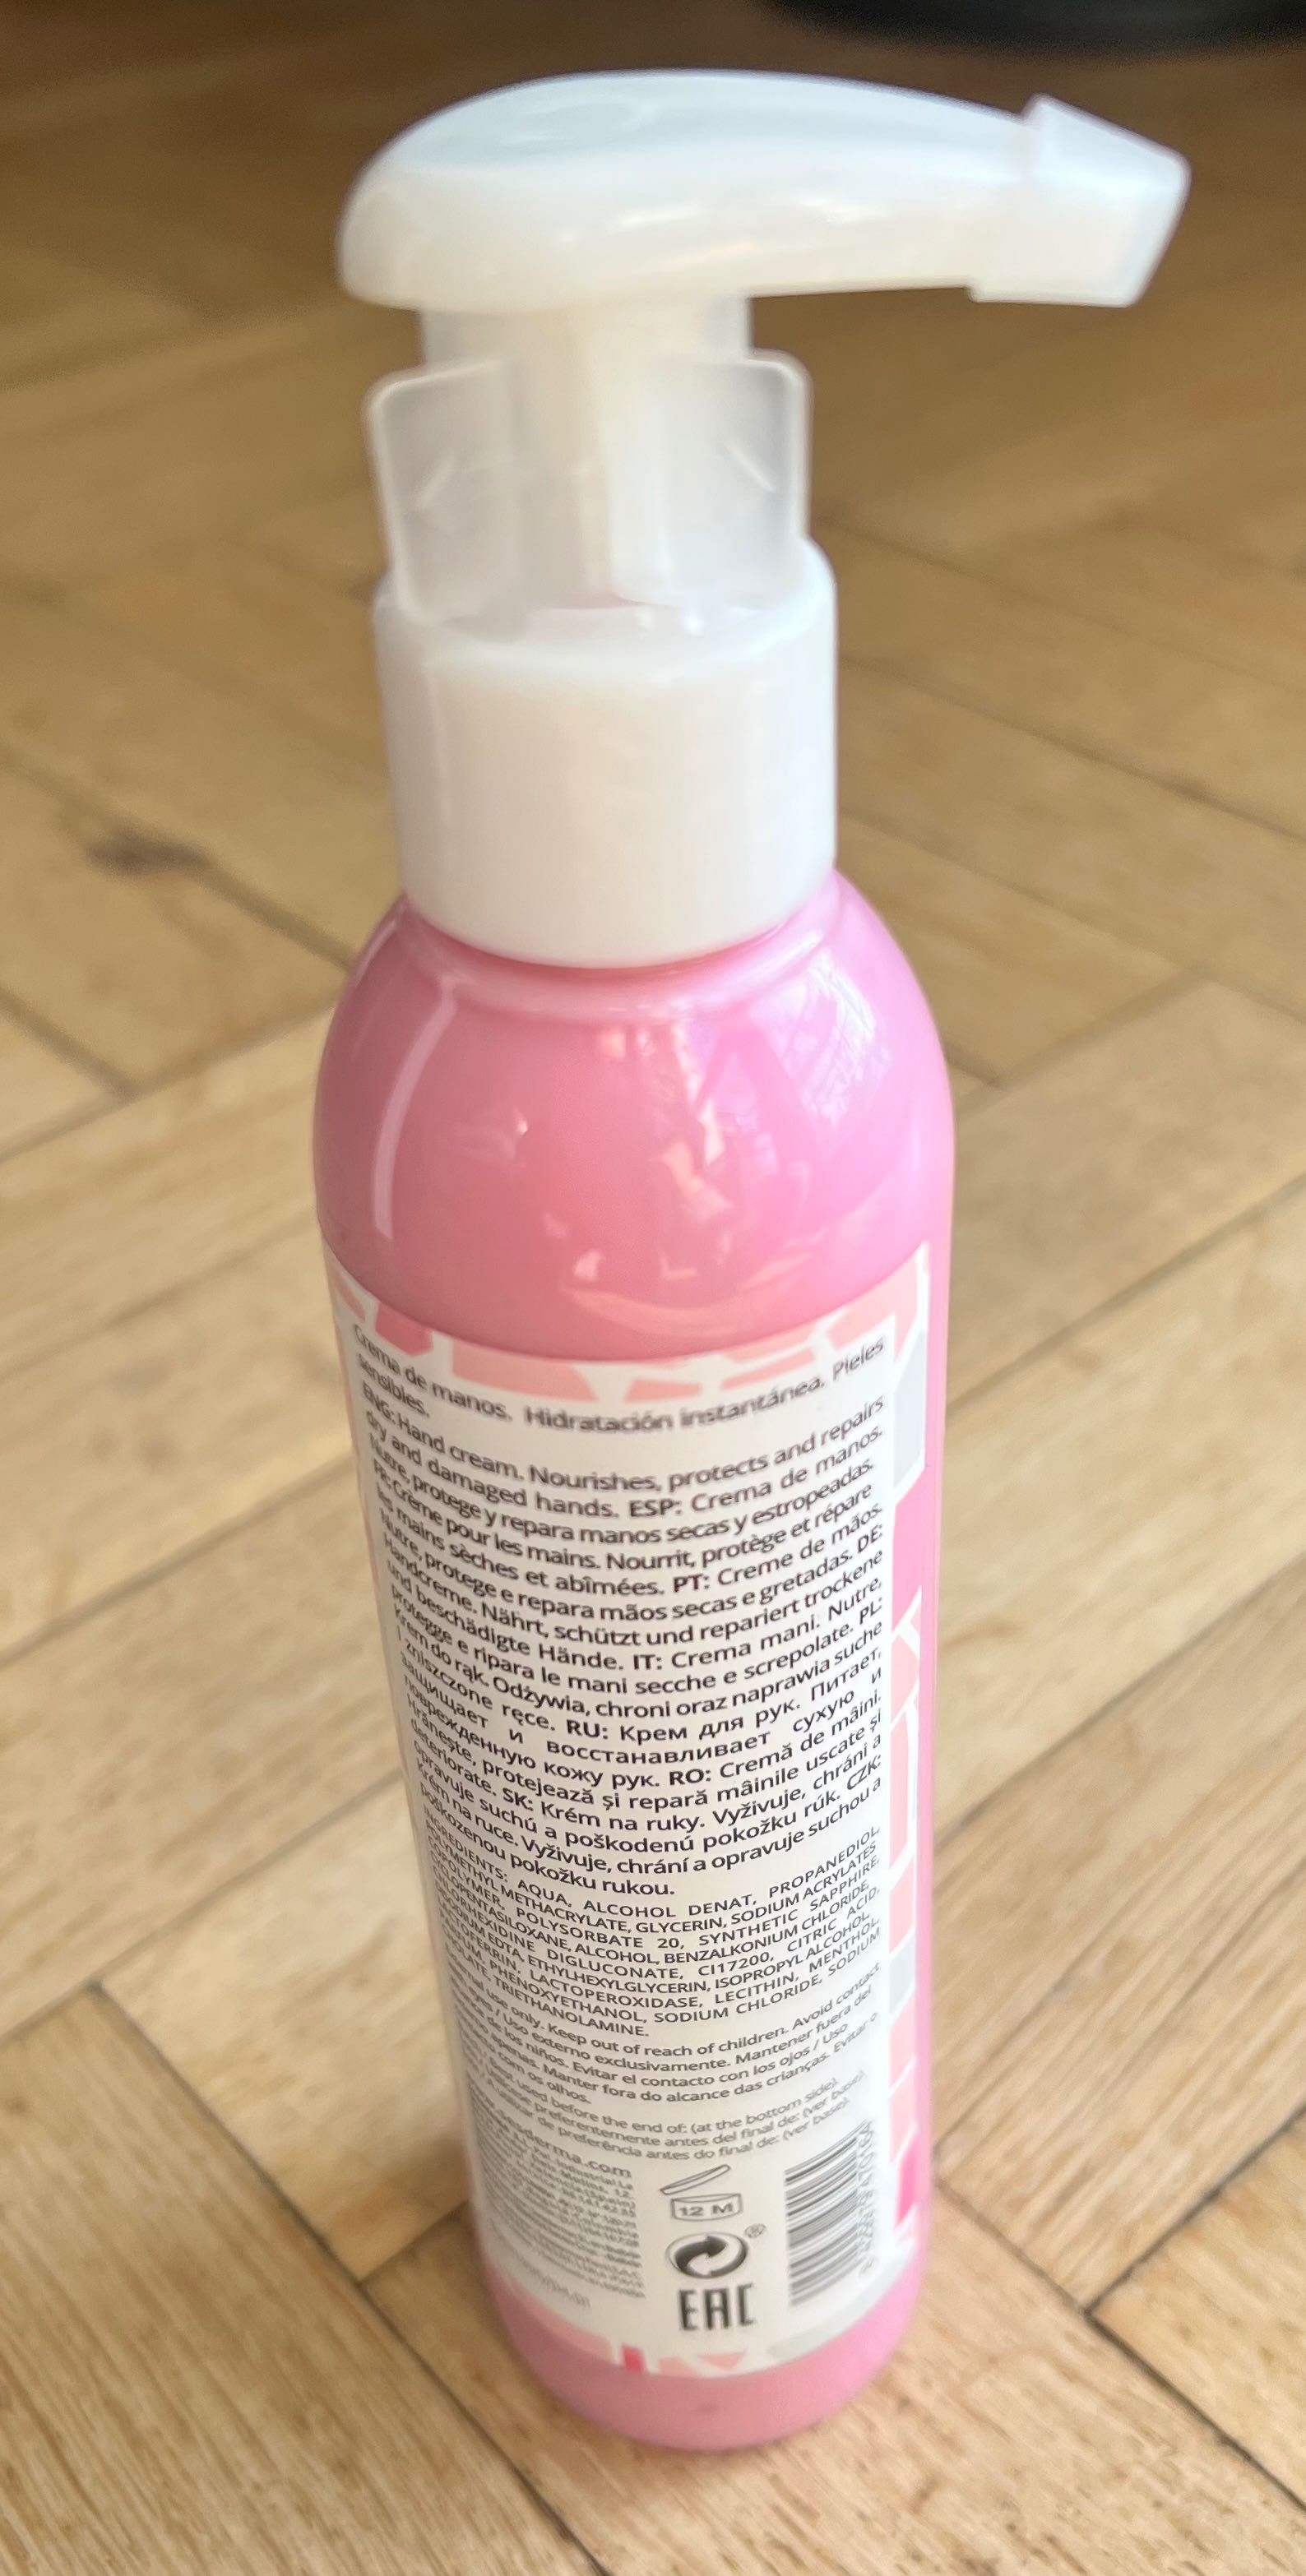 Crema de manos. Hidratación instantánea. Pieles
sensibles.
ENG: Hand cream. Nourishes, protects and repairs
dry and damaged hands. ESP: Crema de manos.
Nutre, protege y repara manos secas y estropeadas.
FR: Crème pour les mains. Nourrit, protège et répare
les mains sèches et abîmées. PT: Creme de mãos.
Nutre, protege e repara mãos secas e gretadas. DE:
Handcreme. Nährt, schützt und repariert trockene
und beschädigte Hände. IT: Crema mani. Nutre,
protegge e ripara le mani secche e screpolate. PL:
Krem do rąk. Odżywia, chroni oraz naprawia suche
i zniszczone ręce. RU: Крем для рук. Питает,
защищает и восстанавливает сухую и
поврежденную кожу рук. RO: Cremă de mâini.
Hrănește, protejează și repară mâinile uscate și
deteriorate. SK: Krém na ruky. Vyživuje, chráni a
opravuje suchú a poškodenú pokožku rúk. CZK:
Krém na ruce. Vyživuje, chrání a opravuje suchou a
poškozenou pokožku rukou.
INGREDIENTS: AQUA, ALCOHOL DENAT, PROPANEDIOL,
POLYMETHYL METHACRYLATE, GLYCERIN, SODIUM ACRYLATES
COPOLYMER, POLYSORBATE 20, SYNTHETIC SAPPHIRE,
CYCLOPENTASILOXANE, ALCOHOL, BENZALKONIUM CHLORIDE,
CHLORHEXIDINE DIGLUCONATE, CI17200, CITRIC ACID,
DISODIUM EDTA, ETHYLHEXYLGLYCERIN, ISOPROPYL ALCOHOL,
LACTOFERRIN, LACTOPEROXIDASE, LECITHIN, MENTHOL,
PHENOXYETHANOL, SODIUM CHLORIDE, SODIUM
TRIETHANOLAMINE.
use only. Keep out of reach of children. Avoid contact
eyes / Uso externo exclusivamente. Mantener fuera del
de los niños. Evitar el contacto con los ojos / Uso
apenas. Manter fora do alcance das crianças. Evitar o
com os olhos.
used before the end of: (at the bottom side)
preferentemente antes del final de: (ver base)
de preferência antes do final de: (ver base)
12 M
®
EAC